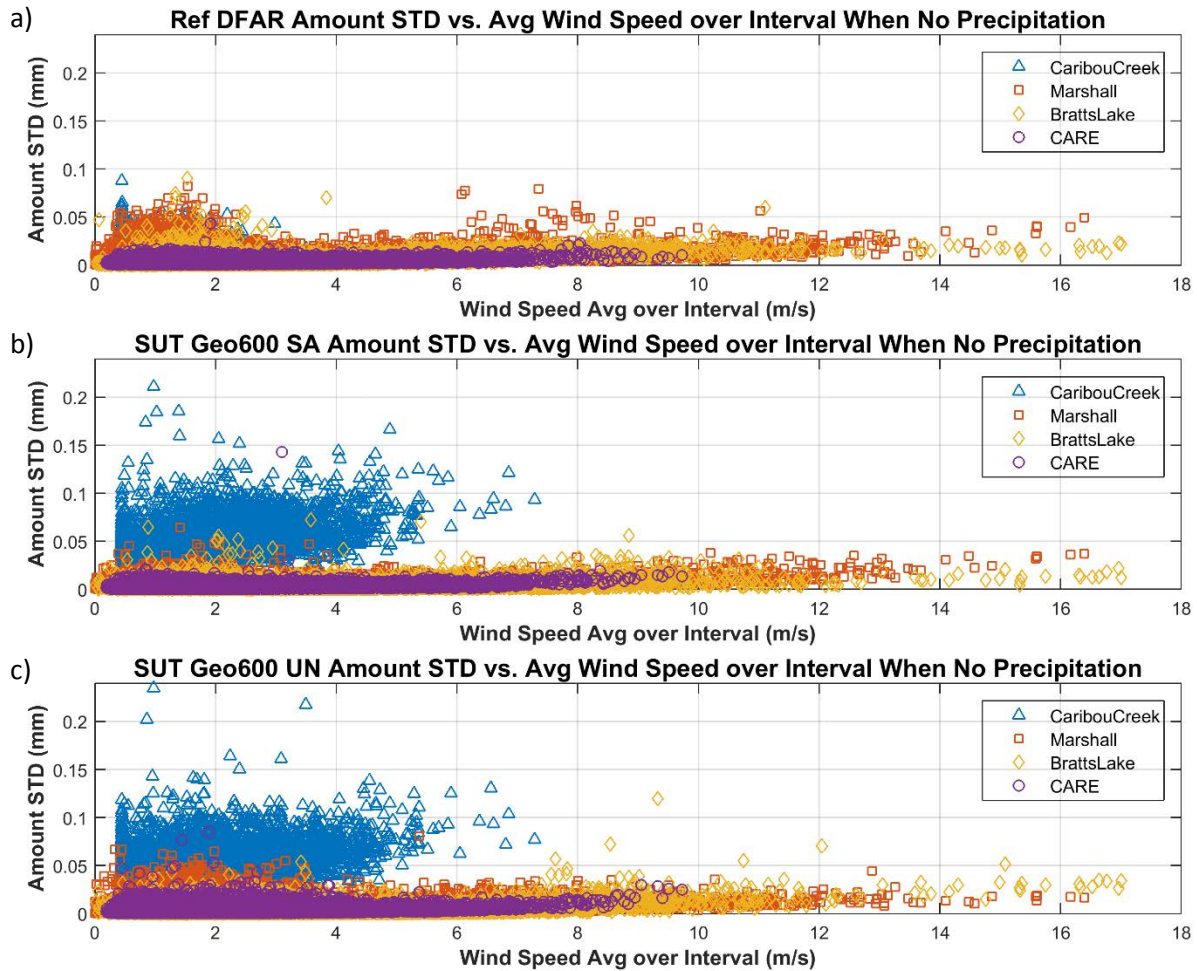 a)
Ref DFAR Amount STD vs. Avg Wind Speed over Interval When No Precipitation
Amount STD (mm)
0.2
0.15
0.1
0.05
0
CaribouCreek
Marshall
BrattsLake
CARE
0 2 4 6 8 10 12 14 16 18
Wind Speed Avg over Interval (m/s)
b)
SUT Geo600 SA Amount STD vs. Avg Wind Speed over Interval When No Precipitation
Amount STD (mm)
0.2
0.15
0.1
0.05
0
CaribouCreek
Marshall
BrattsLake
CARE
0 2 4 6 8 10 12 14 16 18
Wind Speed Avg over Interval (m/s)
c)
SUT Geo600 UN Amount STD vs. Avg Wind Speed over Interval When No Precipitation
Amount STD (mm)
0.2
0.15
0.1
0.05
0
CaribouCreek
Marshall
BrattsLake
CARE
0 2 4 6 8 10 12 14 16 18
Wind Speed Avg over Interval (m/s)